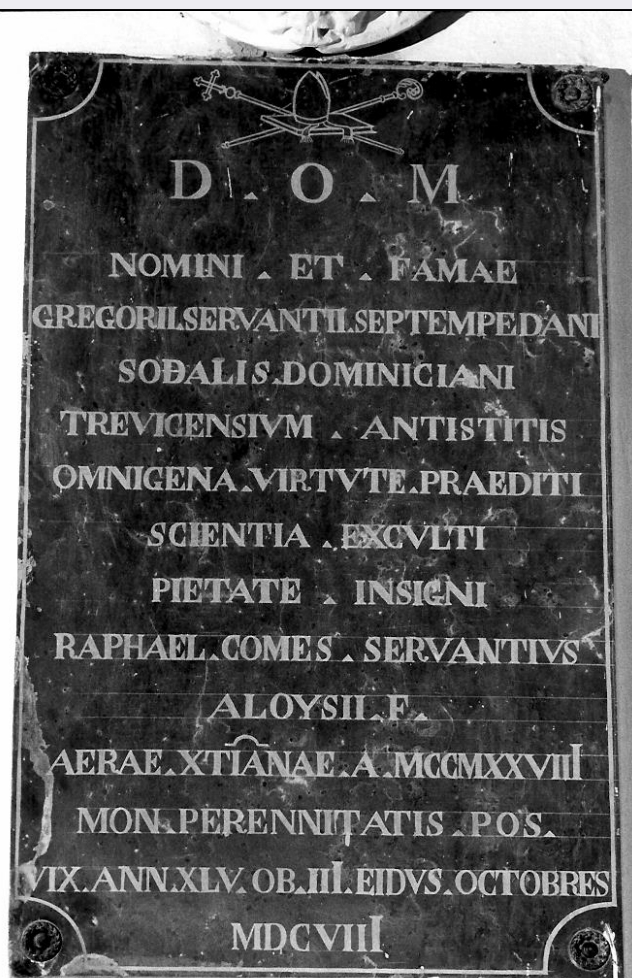 D . O . M
NOMINI . ET . FAMAE
GREGORII.SERVANTII.SEPTEMPEDANI
SODALIS.DOMINICIANI
TREVICENSIVM . ANTISTITIS
OMNIGENA.VIRTVTE.PRAEDITI
SCIENTIA . EXCVLTI
PIETATE . INSIGNI
RAPHAEL.COMES . SERVANTIVS
ALOYSII.F.
AERAE.XTIANAE.A.MCCMXXVIII
MON.PERENNITATIS.POS.
VIX.ANN.XLV.OB.III.EIDVS.OCTOBRES
MDCVIII